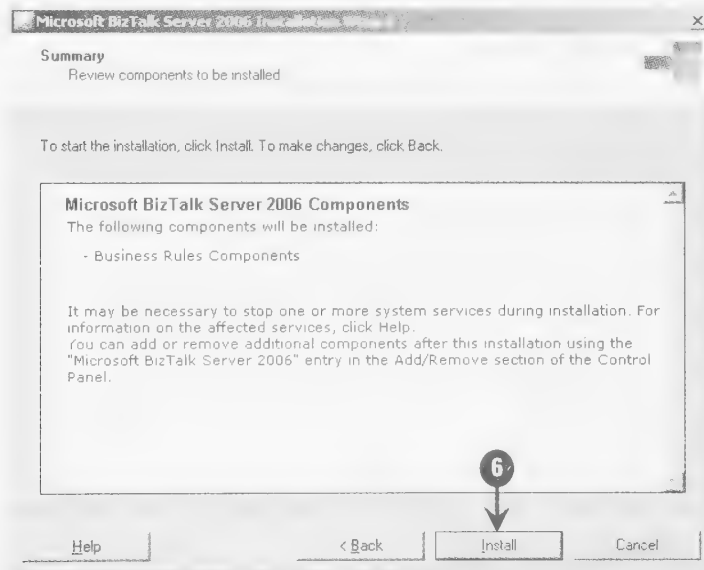 Microsoft BizTalk Server 2006 Installation
Summary
Review components to be installed
To start the installation, click Install. To make changes, click Back.
Microsoft BizTalk Server 2006 Components
The following components will be installed:
- Business Rules Components
It may be necessary to stop one or more system services during installation. For
information on the affected services, click Help.
You can add or remove additional components after this installation using the
"Microsoft BizTalk Server 2006" entry in the Add/Remove section of the Control
Panel.
6
Help
< Back
Install
Cancel